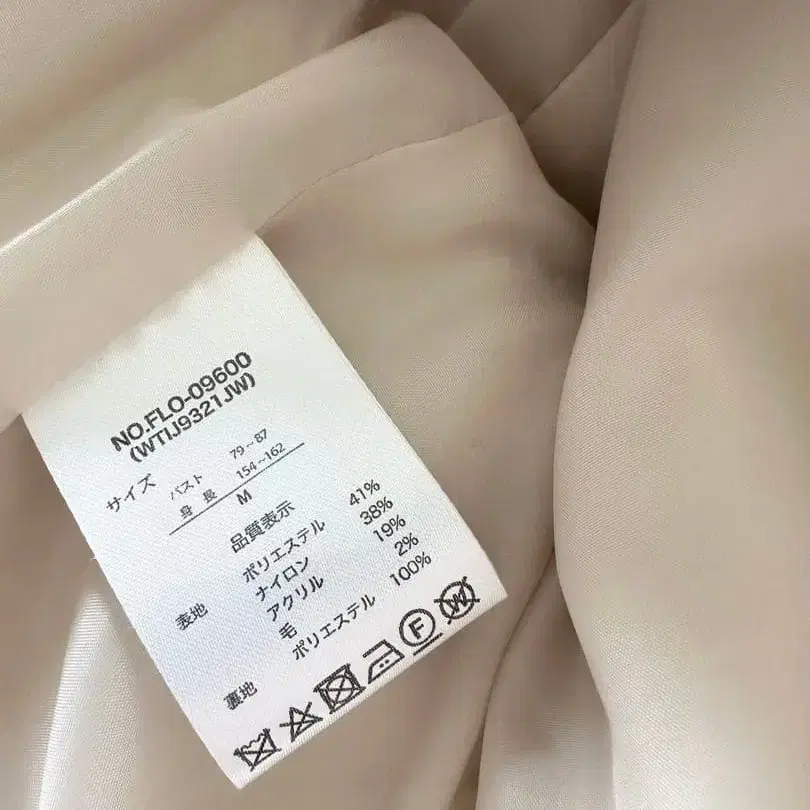 NO.FLO-09600
(WTIJ9321JW)
サイズ
バスト 79~87
身長 154~162
M
品質表示
表地 ポリエステル 41%
ナイロン 38%
アクリル 19%
毛 2%
裏地 ポリエステル 100%
F W